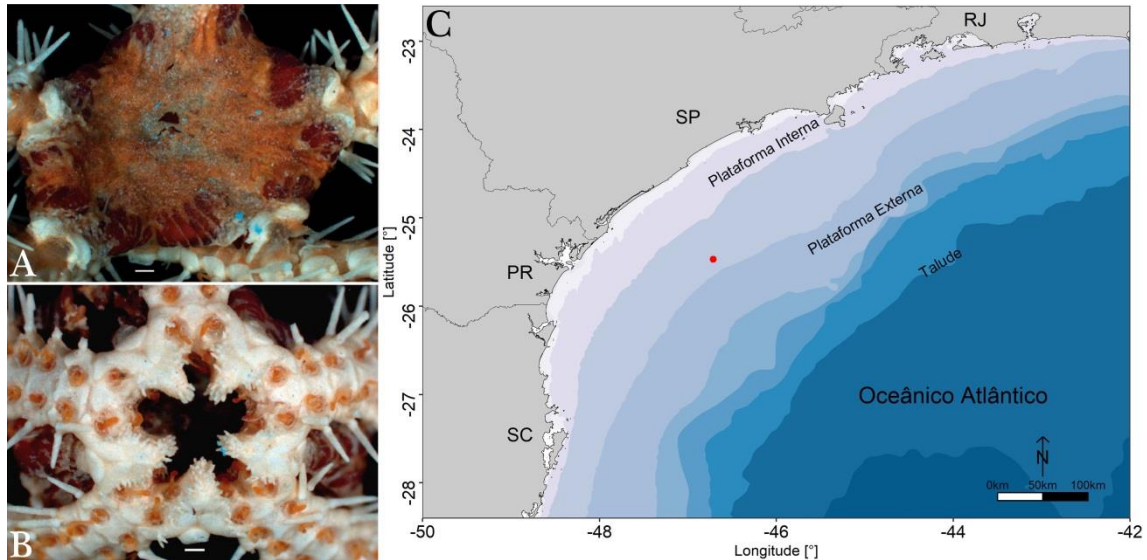 A
B
C
RJ
SP
PR
SC
Plataforma Interna
Plataforma Externa
Talude
Oceânico Atlântico
N
0km 50km 100km
Latitude [°]
-23
-24
-25
-26
-27
-28
-50 -48 -46 -44 -42
Longitude [°]